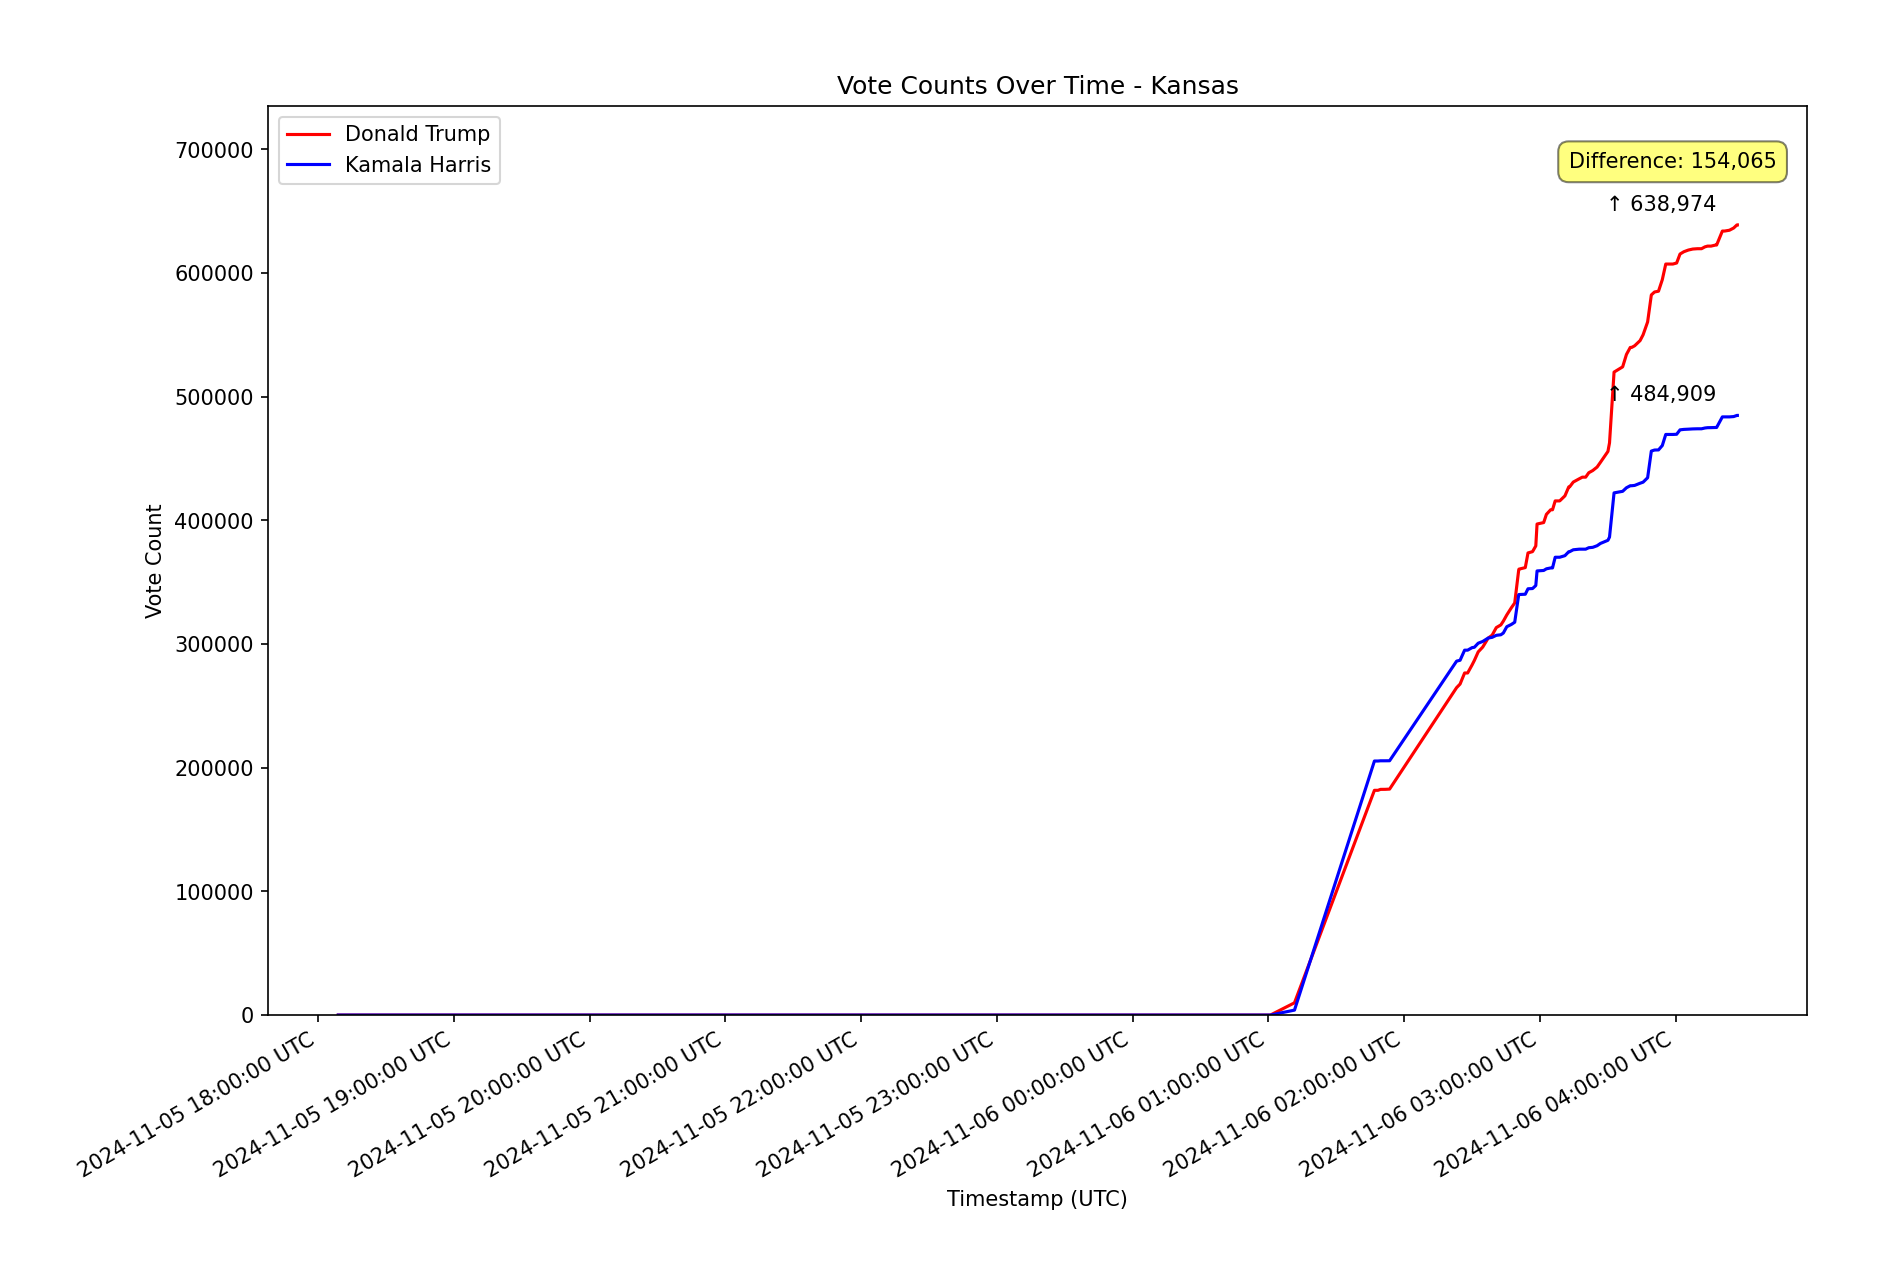 Vote Counts Over Time - Kansas
Donald Trump
Kamala Harris
Difference: 154,065
↑ 638,974
↑ 484,909
Vote Count
700000
600000
500000
400000
300000
200000
100000
0
2024-11-05 18:00:00 UTC
2024-11-05 19:00:00 UTC
2024-11-05 20:00:00 UTC
2024-11-05 21:00:00 UTC
2024-11-05 22:00:00 UTC
2024-11-05 23:00:00 UTC
2024-11-06 00:00:00 UTC
2024-11-06 01:00:00 UTC
2024-11-06 02:00:00 UTC
2024-11-06 03:00:00 UTC
2024-11-06 04:00:00 UTC
Timestamp (UTC)